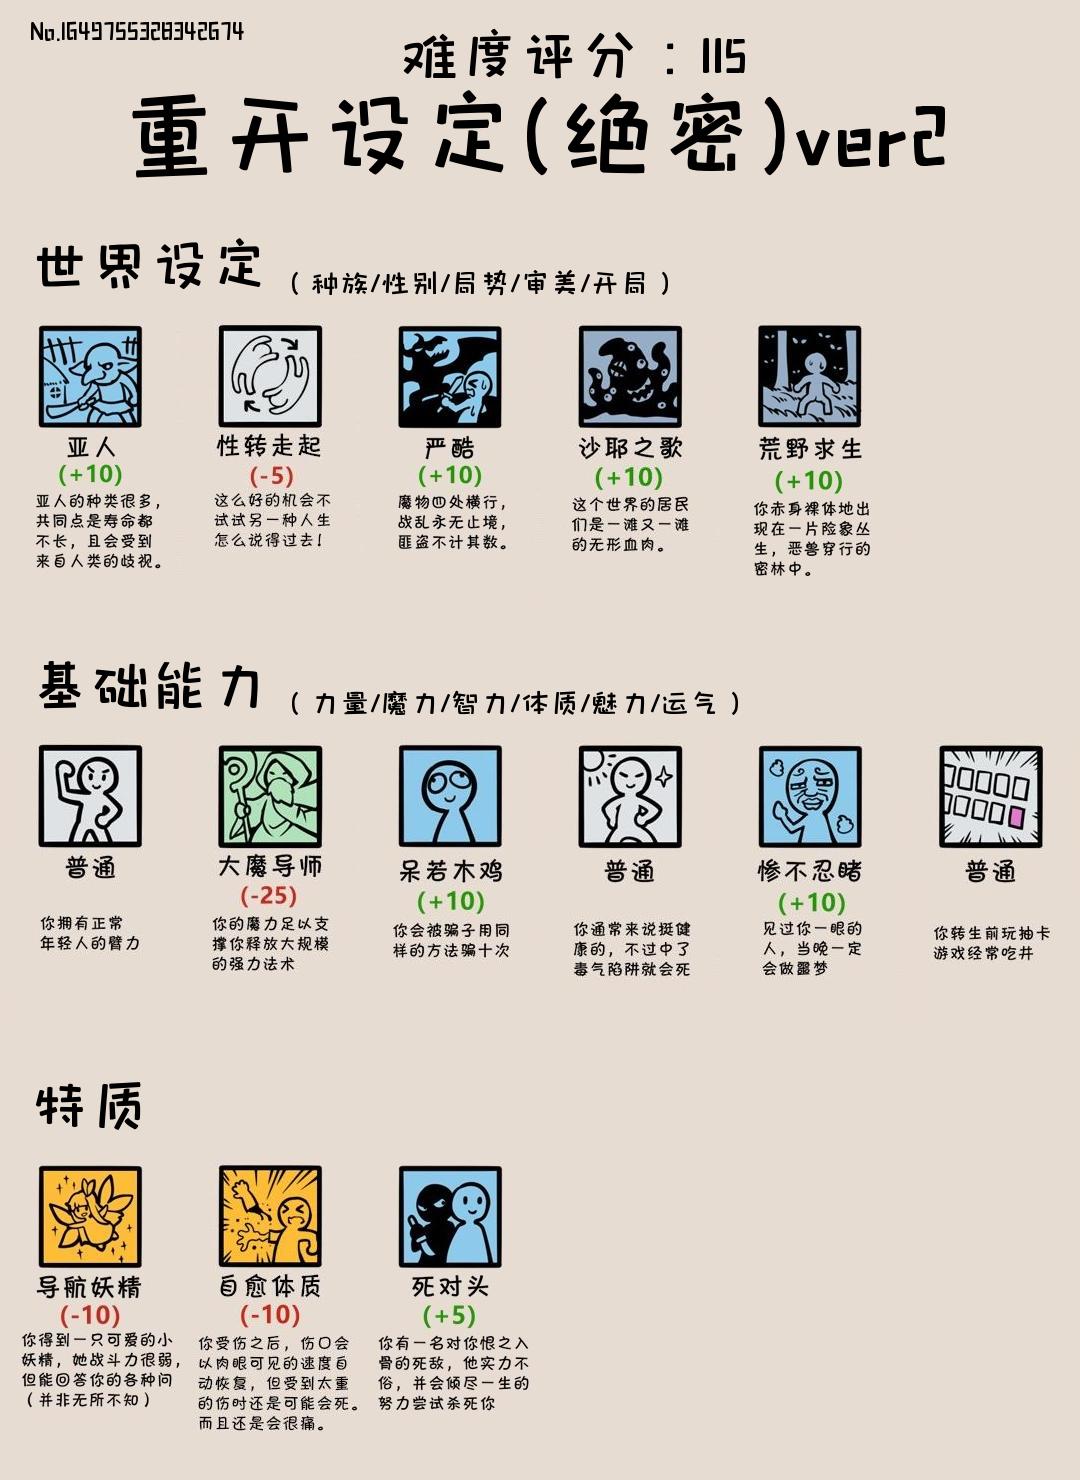 No.1649755328342674
难度评分：115
重开设定(绝密)ver2
世界设定（种族/性别/局势/审美/开局）
亚人
(+10)
亚人的种类很多，
共同点是寿命都
不长，且会受到
来自人类的歧视。
性转走起
(-5)
这么好的机会不
试试另一种人生
怎么说得过去！
严酷
(+10)
魔物四处横行，
战乱永无止境，
匪盗不计其数。
沙耶之歌
(+10)
这个世界的居民
们是一滩又一滩
的无形血肉。
荒野求生
(+10)
你赤身裸体地出
现在一片险象丛
生，恶兽穿行的
密林中。
基础能力（力量/魔力/智力/体质/魅力/运气）
普通
你拥有正常
年轻人的臂力
大魔导师
(-25)
你的魔力足以支
撑你释放大规模
的强力法术
呆若木鸡
(+10)
你会被骗子用同
样的方法骗十次
普通
你通常来说挺健
康的，不过中了
毒气陷阱就会死
惨不忍睹
(+10)
见过你一眼的
人，当晚一定
会做噩梦
普通
你转生前玩抽卡
游戏经常吃井
特质
导航妖精
(-10)
你得到一只可爱的小
妖精，她战斗力很弱，
但能回答你的各种问
（并非无所不知）
自愈体质
(-10)
你受伤之后，伤口会
以肉眼可见的速度自
动恢复，但受到太重
的伤时还是可能会死。
而且还是会很痛。
死对头
(+5)
你有一名对你恨之入
骨的死敌，他实力不
俗，并会倾尽一生的
努力尝试杀死你